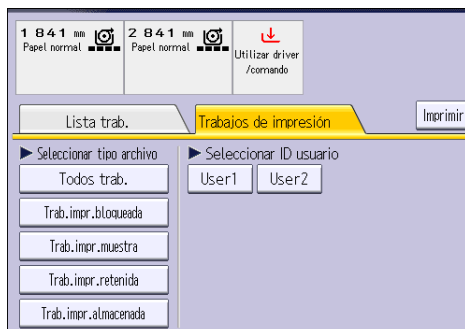 1 841 mm
Papel normal
2 841 mm
Papel normal
Utilizar driver
/comando
Lista trab.
Trabajos de impresión
Imprimir
Seleccionar tipo archivo
Seleccionar ID usuario
Todos trab.
User1
User2
Trab.impr.bloqueada
Trab.impr.muestra
Trab.impr.retenida
Trab.impr.almacenada